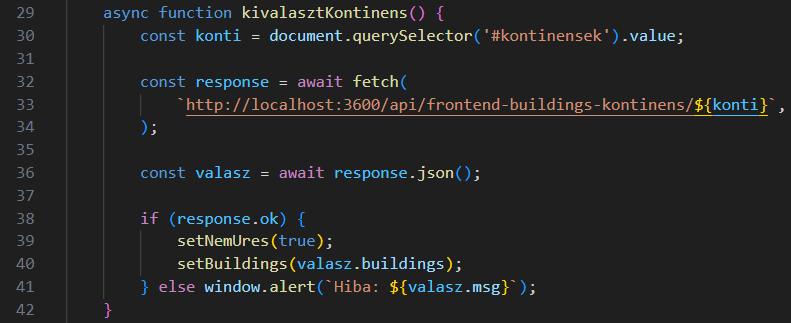 29 async function kivalasztKontinens() {
30 const konti = document.querySelector('#kontinensek').value;
31
32 const response = await fetch(
33 `http://localhost:3600/api/frontend-buildings-kontinens/${konti}`,
34 );
35
36 const valasz = await response.json();
37
38 if (response.ok) {
39 setNemUres(true);
40 setBuildings(valasz.buildings);
41 } else window.alert(`Hiba: ${valasz.msg}`);
42 }